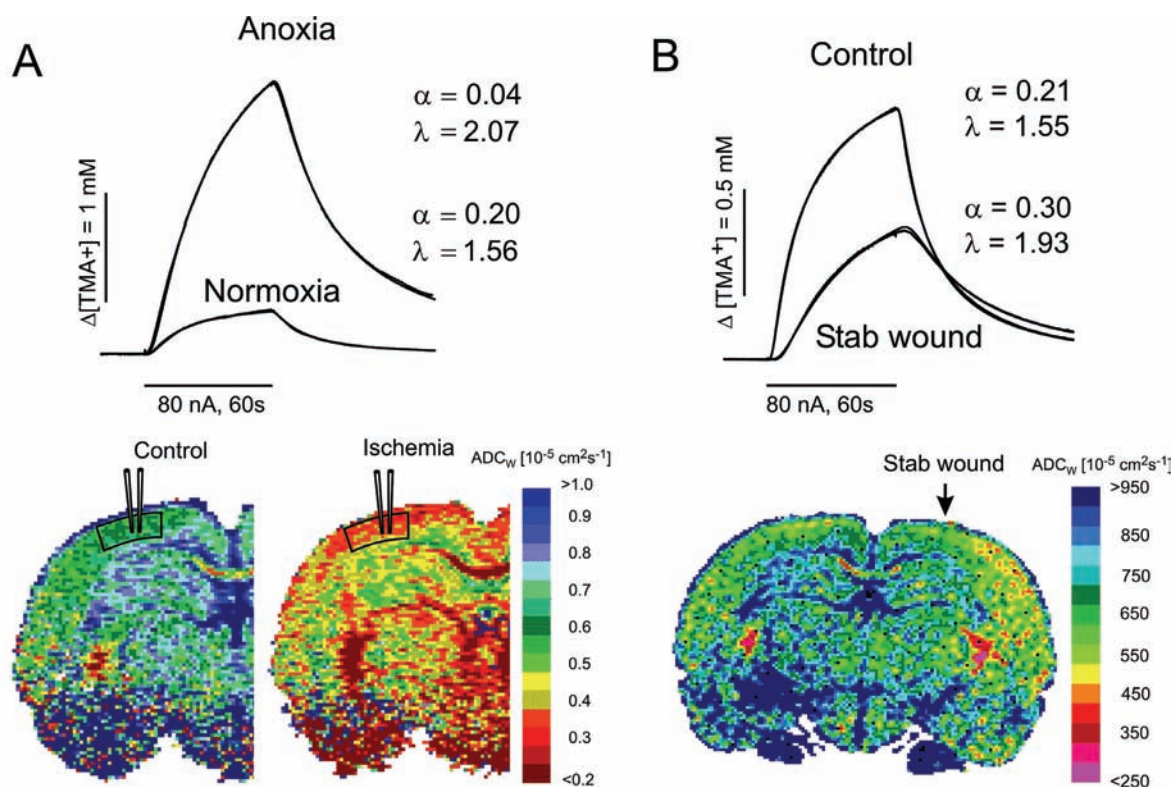 A
Anoxia
α = 0.04
λ = 2.07
α = 0.20
λ = 1.56
Δ[TMA+] = 1 mM
Normoxia
80 nA, 60s
B
Control
α = 0.21
λ = 1.55
α = 0.30
λ = 1.93
Δ [TMA⁺] = 0.5 mM
Stab wound
80 nA, 60s
Control
Ischemia
ADCW [10⁻⁵ cm²s⁻¹]
>1.0
0.9
0.8
0.7
0.6
0.5
0.4
0.3
<0.2
Stab wound
ADCW [10⁻⁵ cm²s⁻¹]
>950
850
750
650
550
450
350
<250